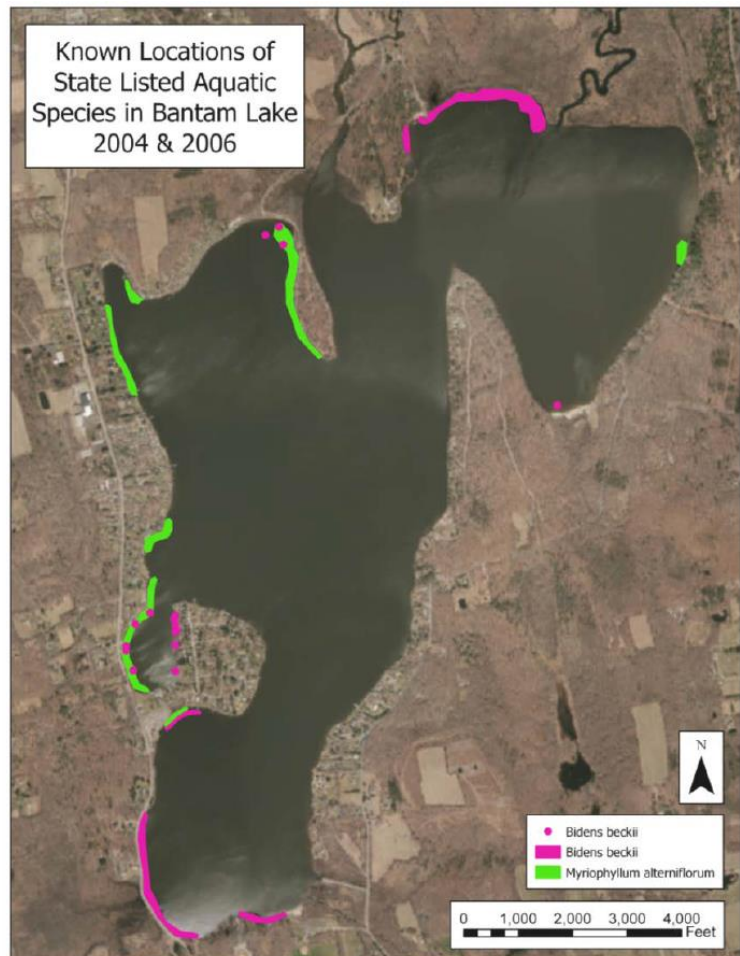 Known Locations of
State Listed Aquatic
Species in Bantam Lake
2004 & 2006
N
Bidens beckii
Bidens beckii
Myriophyllum alterniflorum
0 1,000 2,000 3,000 4,000
Feet